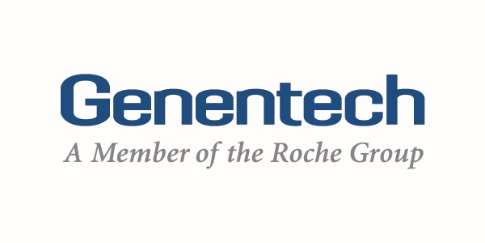 Genentech
A Member of the Roche Group